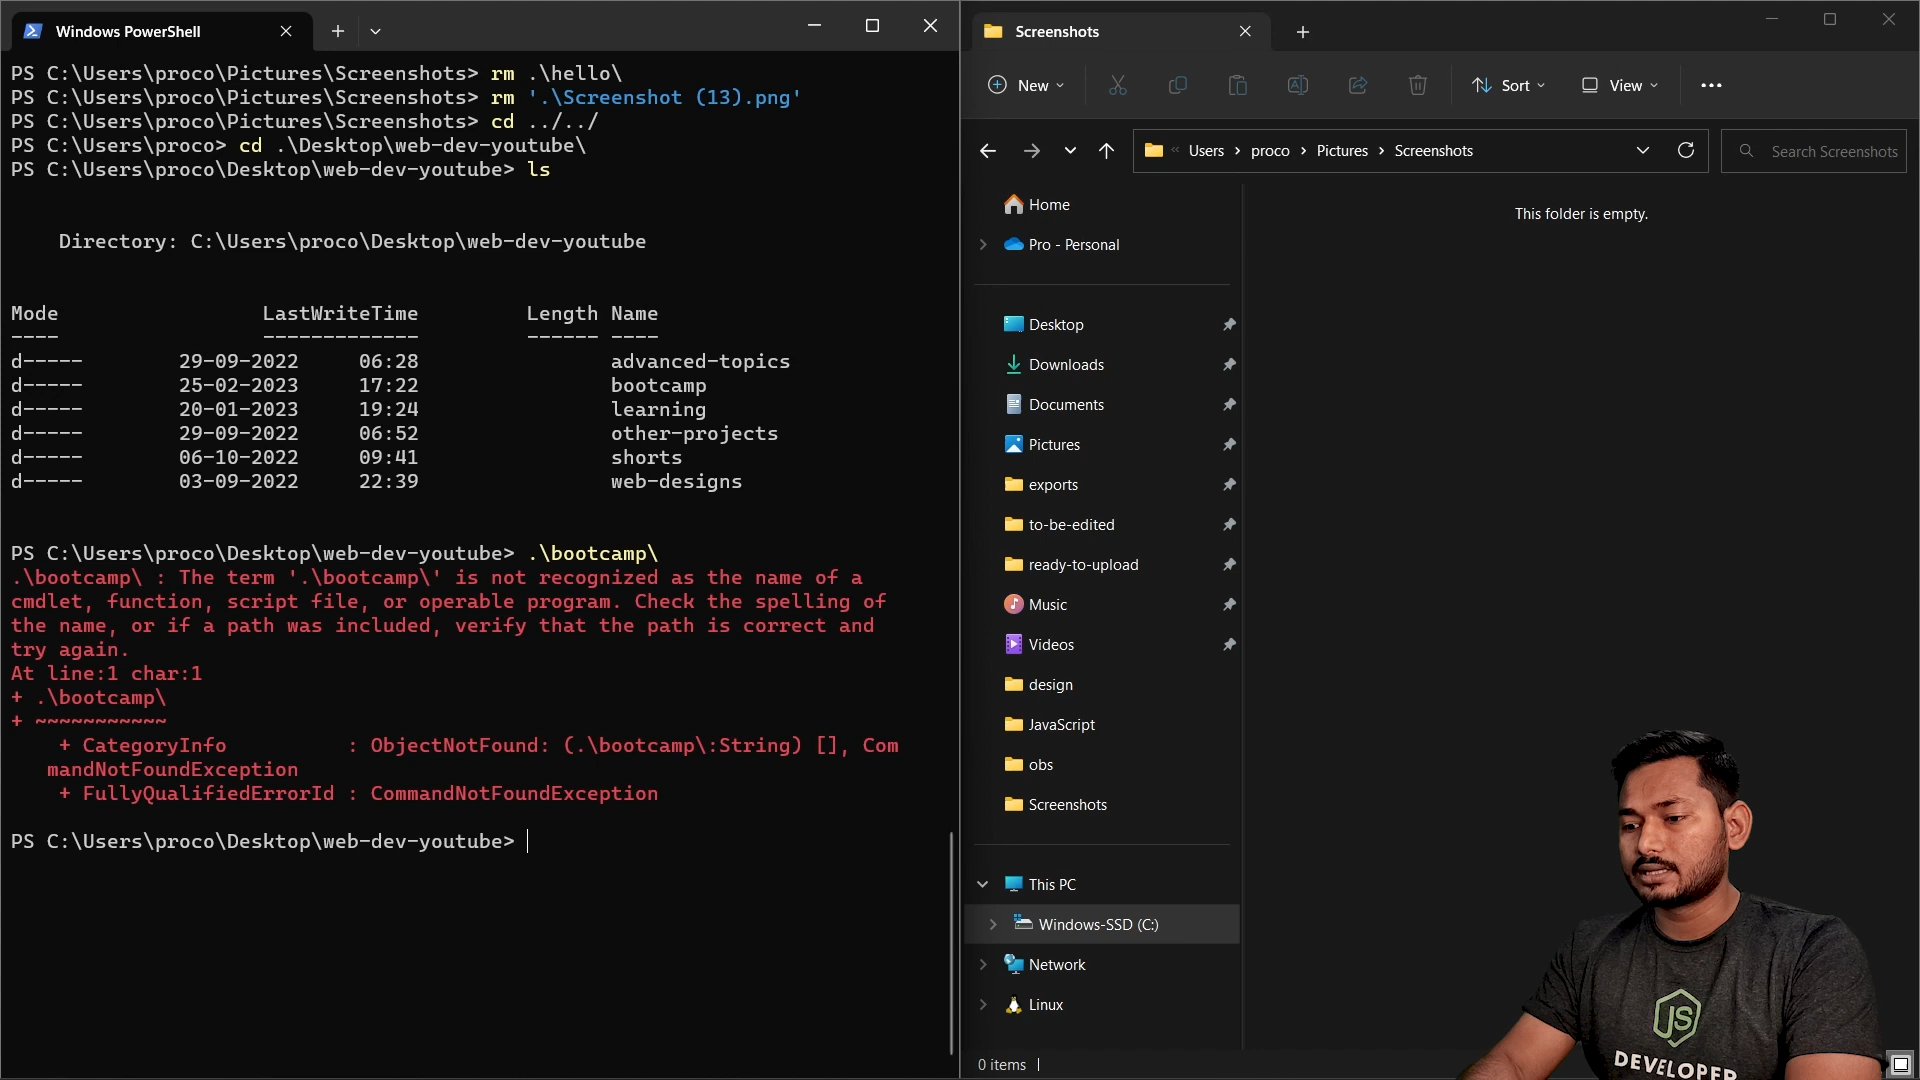 Windows PowerShell
PS C:\Users\proco\Pictures\Screenshots> rm .\hello\
PS C:\Users\proco\Pictures\Screenshots> rm '.\Screenshot (13).png'
PS C:\Users\proco\Pictures\Screenshots> cd ../../
PS C:\Users\proco> cd .\Desktop\web-dev-youtube\
PS C:\Users\proco\Desktop\web-dev-youtube> ls
Directory: C:\Users\proco\Desktop\web-dev-youtube
Mode LastWriteTime Length Name
---- ------------- ------ ----
d----- 29-09-2022 06:28 advanced-topics
d----- 25-02-2023 17:22 bootcamp
d----- 20-01-2023 19:24 learning
d----- 29-09-2022 06:52 other-projects
d----- 06-10-2022 09:41 shorts
d----- 03-09-2022 22:39 web-designs
PS C:\Users\proco\Desktop\web-dev-youtube> .\bootcamp\
.\bootcamp\ : The term '.\bootcamp\' is not recognized as the name of a
cmdlet, function, script file, or operable program. Check the spelling of
the name, or if a path was included, verify that the path is correct and
try again.
At line:1 char:1
+ .\bootcamp\
+ ~~~~~~~~~~~
+ CategoryInfo : ObjectNotFound: (.\bootcamp\:String) [], Com
mandNotFoundException
+ FullyQualifiedErrorId : CommandNotFoundException
PS C:\Users\proco\Desktop\web-dev-youtube>
Screenshots
New
Sort
View
« Users > proco > Pictures > Screenshots
Search Screenshots
Home
Pro - Personal
Desktop
Downloads
Documents
Pictures
exports
to-be-edited
ready-to-upload
Music
Videos
design
JavaScript
obs
Screenshots
This PC
Windows-SSD (C:)
Network
Linux
This folder is empty.
0 items
JS
DEVELOPER